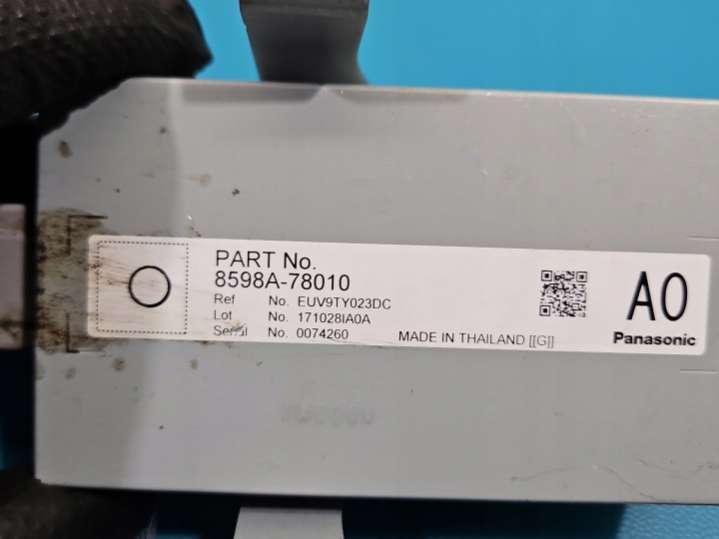 PART No.
8598A-78010
Ref No. EUV9TY023DC
Lot No. 171028IA0A
Serial No. 0074260
MADE IN THAILAND [[G]]
A0
Panasonic